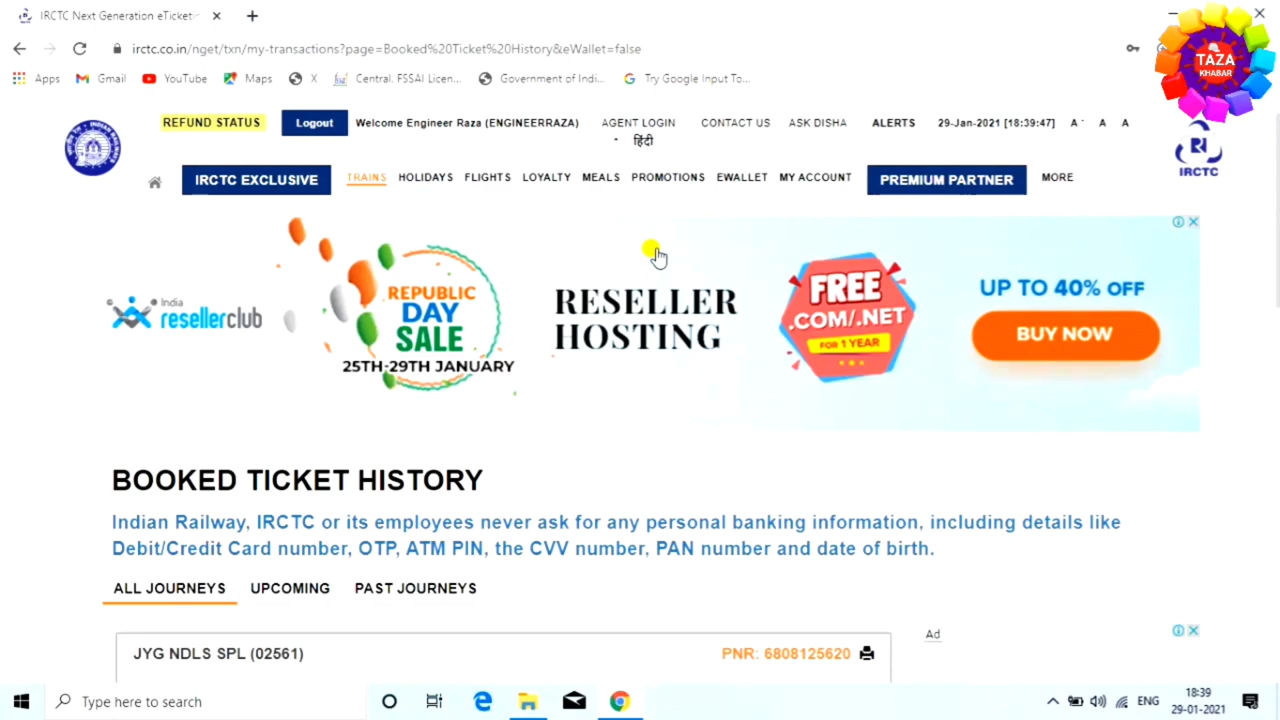 IRCTC Next Generation eTicket
irctc.co.in/nget/txn/my-transactions?page=Booked%20Ticket%20History&eWallet=false
TAZA
KHABAR
Apps Gmail YouTube Maps X Central. FSSAI Licen... Government of Indi... Try Google Input To...
REFUND STATUS Logout Welcome Engineer Raza (ENGINEERRAZA) AGENT LOGIN CONTACT US ASK DISHA ALERTS 29-Jan-2021 [18:39:47] A- A A
हिंदी
IRCTC
IRCTC EXCLUSIVE TRAINS HOLIDAYS FLIGHTS LOYALTY MEALS PROMOTIONS EWALLET MY ACCOUNT PREMIUM PARTNER MORE
India
resellerclub
REPUBLIC
DAY
SALE
25TH-29TH JANUARY
RESELLER
HOSTING
FREE
.COM/.NET
FOR 1 YEAR
UP TO 40% OFF
BUY NOW
BOOKED TICKET HISTORY
Indian Railway, IRCTC or its employees never ask for any personal banking information, including details like
Debit/Credit Card number, OTP, ATM PIN, the CVV number, PAN number and date of birth.
ALL JOURNEYS UPCOMING PAST JOURNEYS
JYG NDLS SPL (02561) PNR: 6808125620
Ad
Type here to search
ENG
18:39
29-01-2021